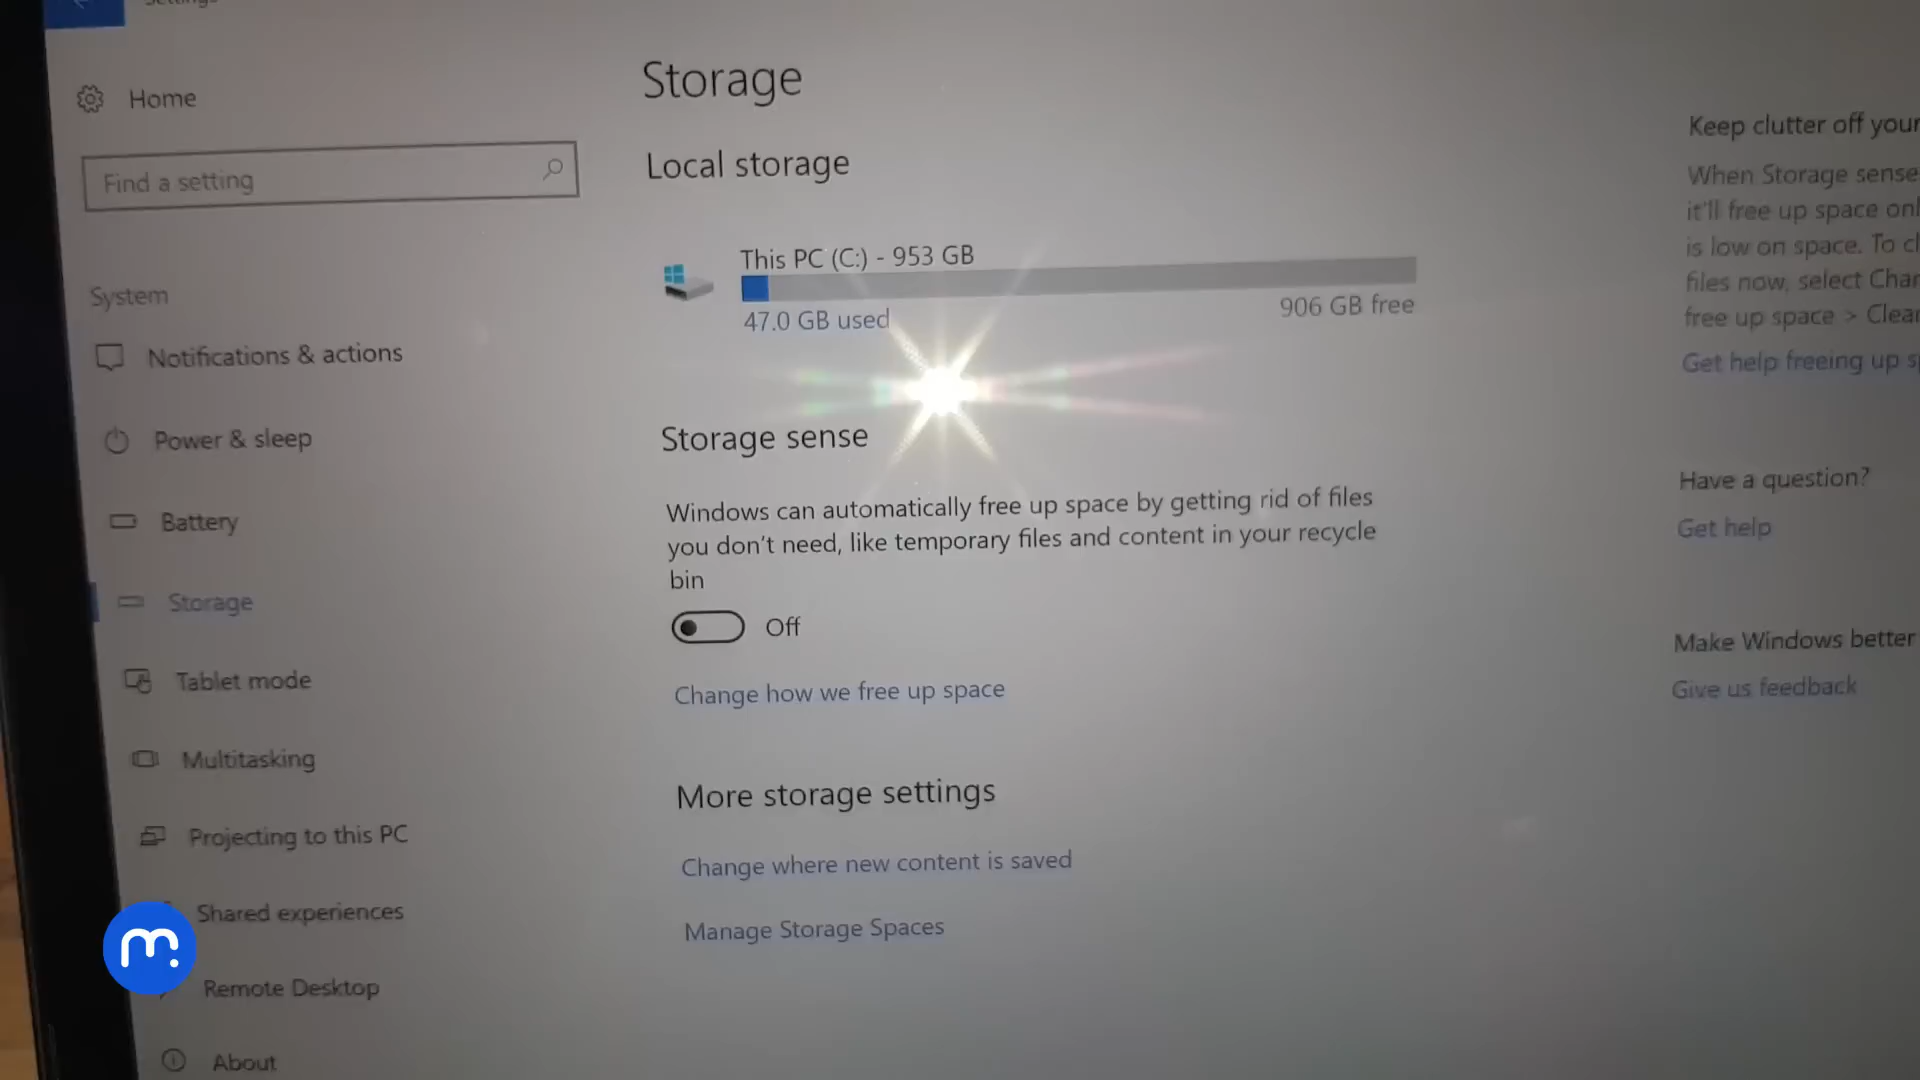 Home
Find a setting
System
Notifications & actions
Power & sleep
Battery
Storage
Tablet mode
Multitasking
Projecting to this PC
Shared experiences
Remote Desktop
About
Storage
Local storage
This PC (C:) - 953 GB
47.0 GB used
906 GB free
Storage sense
Windows can automatically free up space by getting rid of files
you don't need, like temporary files and content in your recycle
bin
Off
Change how we free up space
More storage settings
Change where new content is saved
Manage Storage Spaces
Keep clutter off your
When Storage sense
it'll free up space
is low on space. To
files now, select
free up space >
Get help freeing up
Have a question?
Get help
Make Windows better
Give us feedback
m.